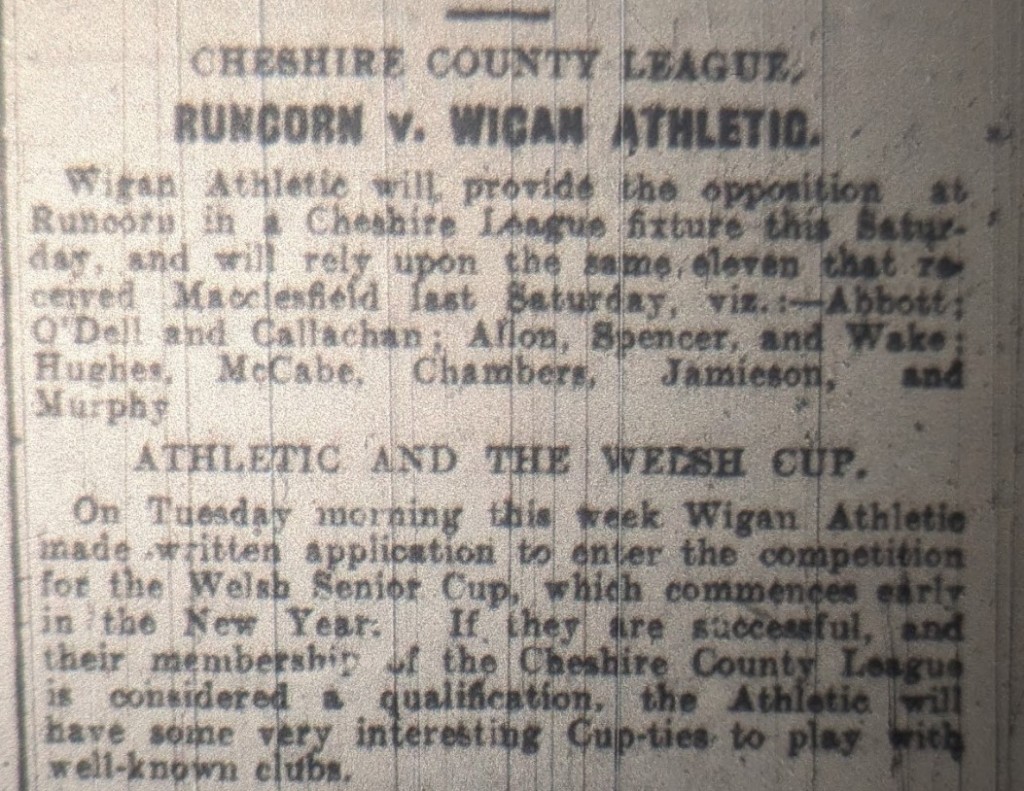 CHESHIRE COUNTY LEAGUE.
RUNCORN v. WIGAN ATHLETIC.
Wigan Athletic will provide the opposition at
Runcorn in a Cheshire League fixture this Satur-
day, and will rely upon the same eleven that re-
ceived Macclesfield last Saturday, viz.:—Abbott;
O'Dell and Callachan; Aflon, Spencer, and Wake;
Hughes, McCabe, Chambers, Jamieson, and
Murphy
ATHLETIC AND THE WELSH CUP.
On Tuesday morning this week Wigan Athletic
made written application to enter the competition
for the Welsh Senior Cup, which commences early
in the New Year. If they are successful, and
their membership of the Cheshire County League
is considered a qualification, the Athletic will
have some very interesting Cup-ties to play with
well-known clubs.